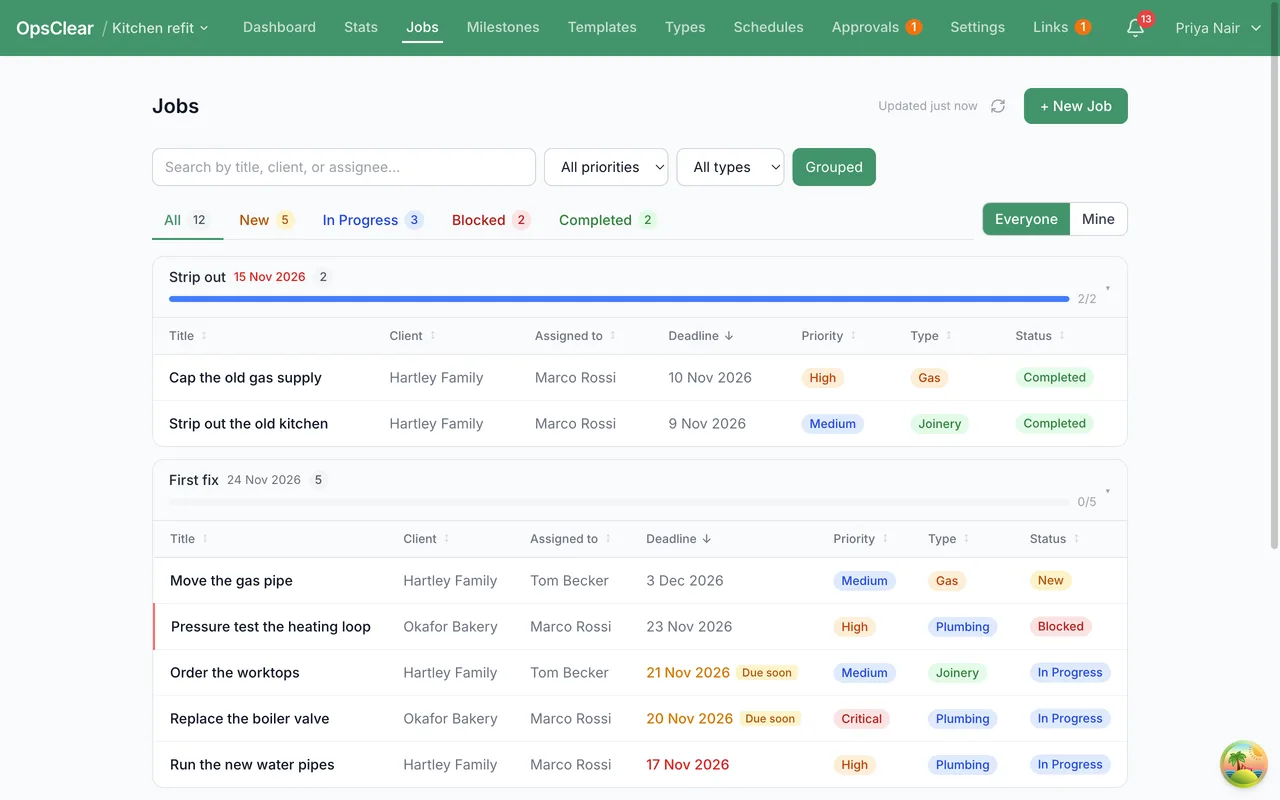 OpsClear / Kitchen refit Dashboard Stats Jobs Milestones Templates Types Schedules Approvals 1 Settings Links 1 13 Priya Nair
Jobs Updated just now + New Job
Search by title, client, or assignee... All priorities All types Grouped
All 12 New 5 In Progress 3 Blocked 2 Completed 2 Everyone Mine
Strip out 15 Nov 2026 2
2/2
Title Client Assigned to Deadline ↓ Priority Type Status
Cap the old gas supply Hartley Family Marco Rossi 10 Nov 2026 High Gas Completed
Strip out the old kitchen Hartley Family Marco Rossi 9 Nov 2026 Medium Joinery Completed
First fix 24 Nov 2026 5
0/5
Title Client Assigned to Deadline ↓ Priority Type Status
Move the gas pipe Hartley Family Tom Becker 3 Dec 2026 Medium Gas New
Pressure test the heating loop Okafor Bakery Marco Rossi 23 Nov 2026 High Plumbing Blocked
Order the worktops Hartley Family Tom Becker 21 Nov 2026 Due soon Medium Joinery In Progress
Replace the boiler valve Okafor Bakery Marco Rossi 20 Nov 2026 Due soon Critical Plumbing In Progress
Run the new water pipes Hartley Family Marco Rossi 17 Nov 2026 High Plumbing In Progress